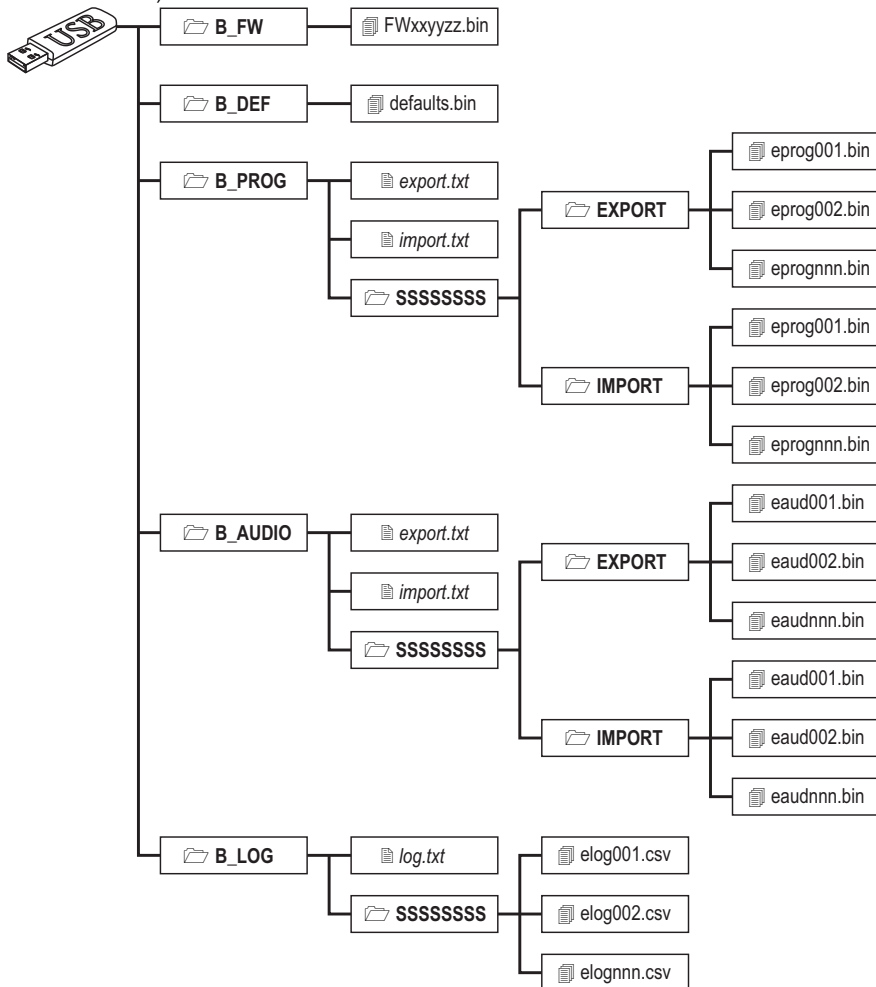 USB
B_FW
FWxxyyzz.bin
B_DEF
defaults.bin
B_PROG
export.txt
import.txt
SSSSSSSS
EXPORT
eprog001.bin
eprog002.bin
eprognnn.bin
IMPORT
eprog001.bin
eprog002.bin
eprognnn.bin
B_AUDIO
export.txt
import.txt
SSSSSSSS
EXPORT
eaud001.bin
eaud002.bin
eaudnnn.bin
IMPORT
eaud001.bin
eaud002.bin
eaudnnn.bin
B_LOG
log.txt
SSSSSSSS
elog001.csv
elog002.csv
elognnn.csv